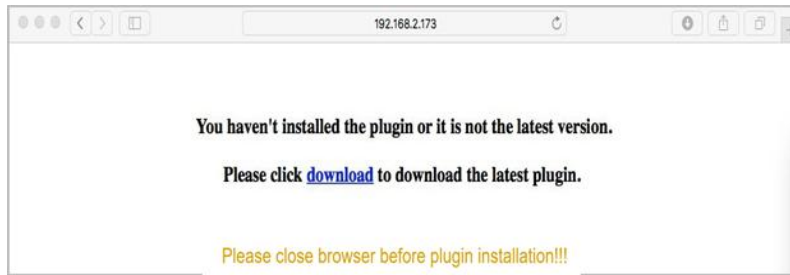 192.168.2.173
You haven't installed the plugin or it is not the latest version.
Please click download to download the latest plugin.
Please close browser before plugin installation!!!